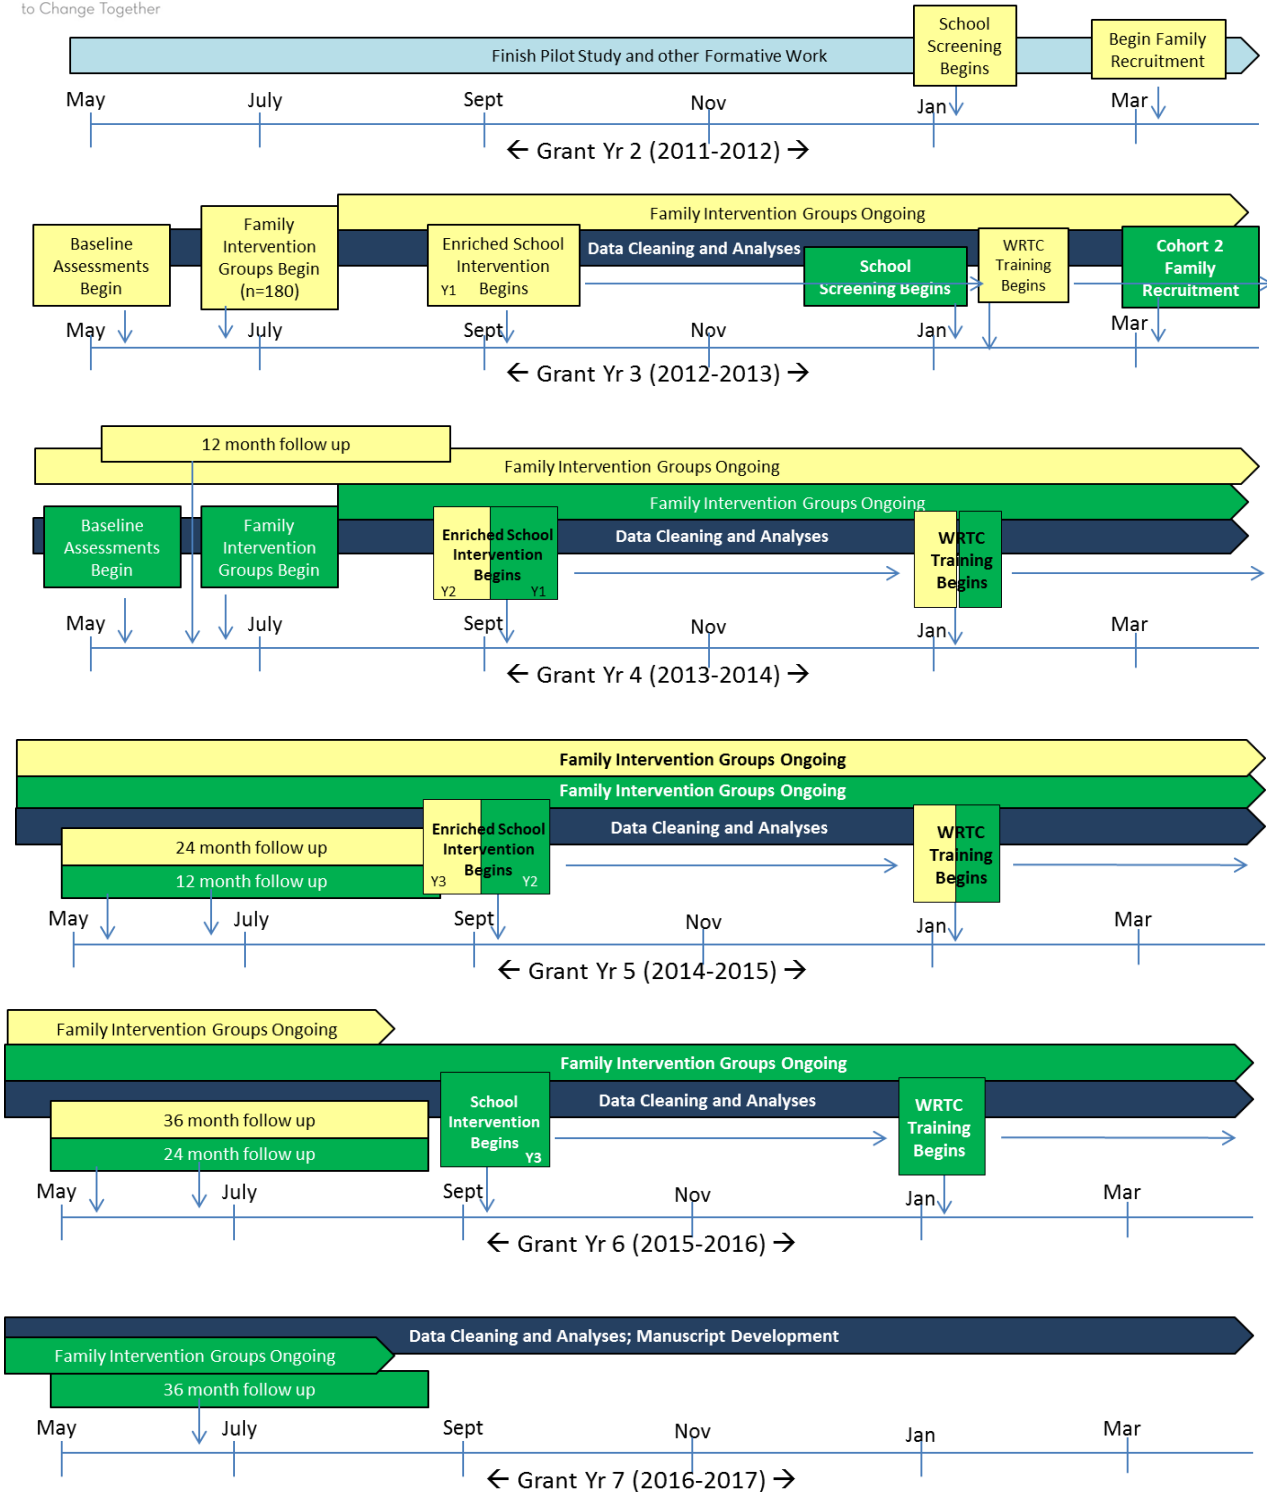 to Change Together
Finish Pilot Study and other Formative Work
School
Screening
Begins
Begin Family
Recruitment
May
July
Sept
Nov
Jan
Mar
← Grant Yr 2 (2011-2012) →
Family Intervention Groups Ongoing
Baseline
Assessments
Begin
Family
Intervention
Groups Begin
(n=180)
Enriched School
Intervention
Y1 Begins
Data Cleaning and Analyses
School
Screening Begins
WRTC
Training
Begins
Cohort 2
Family
Recruitment
May
July
Sept
Nov
Jan
Mar
← Grant Yr 3 (2012-2013) →
12 month follow up
Family Intervention Groups Ongoing
Family Intervention Groups Ongoing
Baseline
Assessments
Begin
Family
Intervention
Groups Begin
Enriched School
Intervention
Begins
Y2 Y1
Data Cleaning and Analyses
WRTC
Training
Begins
May
July
Sept
Nov
Jan
Mar
← Grant Yr 4 (2013-2014) →
Family Intervention Groups Ongoing
Family Intervention Groups Ongoing
Data Cleaning and Analyses
24 month follow up
12 month follow up
Enriched School
Intervention
Begins
Y3 Y2
WRTC
Training
Begins
May
July
Sept
Nov
Jan
Mar
← Grant Yr 5 (2014-2015) →
Family Intervention Groups Ongoing
Family Intervention Groups Ongoing
Data Cleaning and Analyses
36 month follow up
24 month follow up
School
Intervention
Begins
Y3
WRTC
Training
Begins
May
July
Sept
Nov
Jan
Mar
← Grant Yr 6 (2015-2016) →
Data Cleaning and Analyses; Manuscript Development
Family Intervention Groups Ongoing
36 month follow up
May
July
Sept
Nov
Jan
Mar
← Grant Yr 7 (2016-2017) →